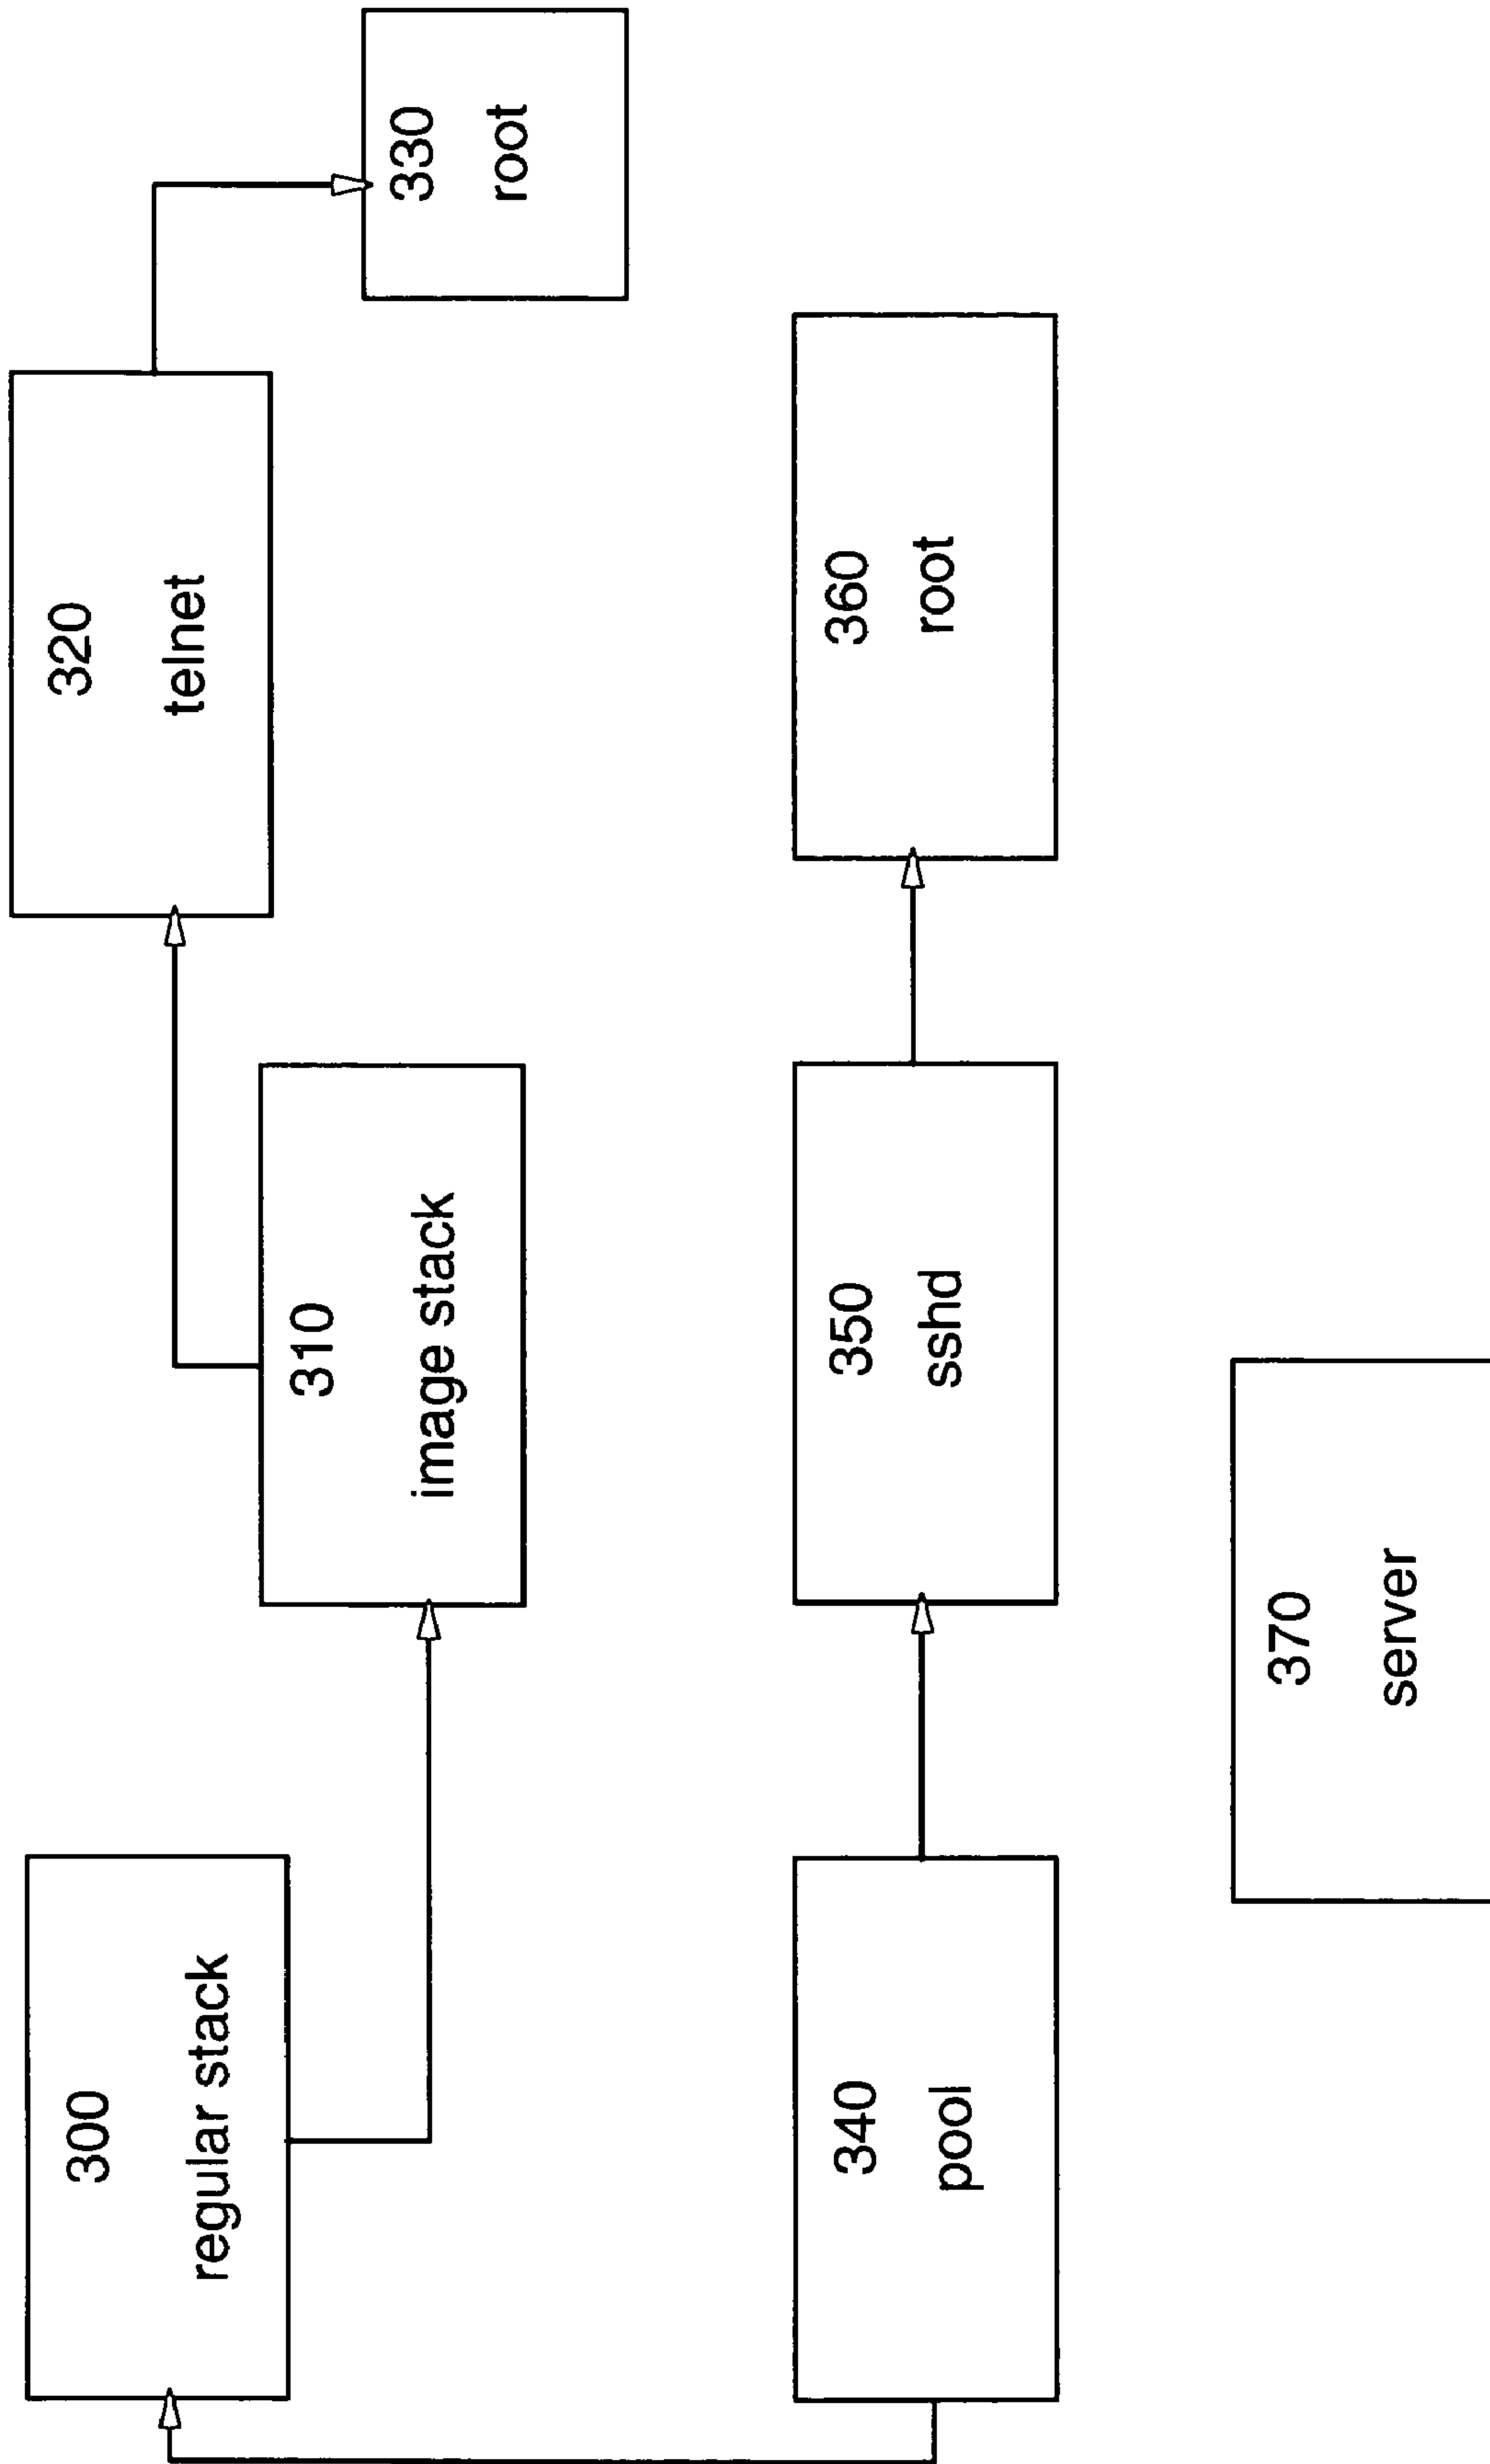 300
regular stack
310
image stack
320
telnet
330
root
340
pool
350
sshd
360
root
370
server